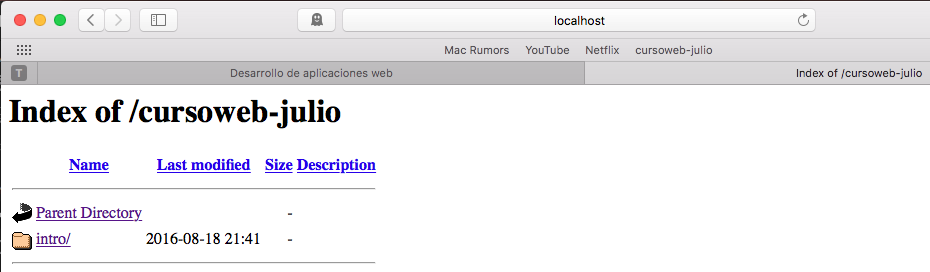 localhost
Mac Rumors YouTube Netflix cursoweb-julio
T Desarrollo de aplicaciones web Index of /cursoweb-julio
Index of /cursoweb-julio
Name Last modified Size Description
Parent Directory -
intro/ 2016-08-18 21:41 -